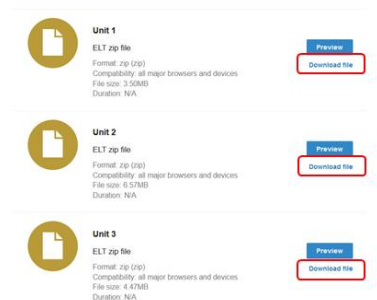 Unit 1
ELT zip file
Preview
Format: zip (zip)
Download file
Compatibility: all major browsers and devices
File size: 3.50MB
Duration: N/A
Unit 2
ELT zip file
Preview
Format: zip (zip)
Download file
Compatibility: all major browsers and devices
File size: 6.57MB
Duration: N/A
Unit 3
ELT zip file
Preview
Format: zip (zip)
Download file
Compatibility: all major browsers and devices
File size: 4.47MB
Duration: N/A